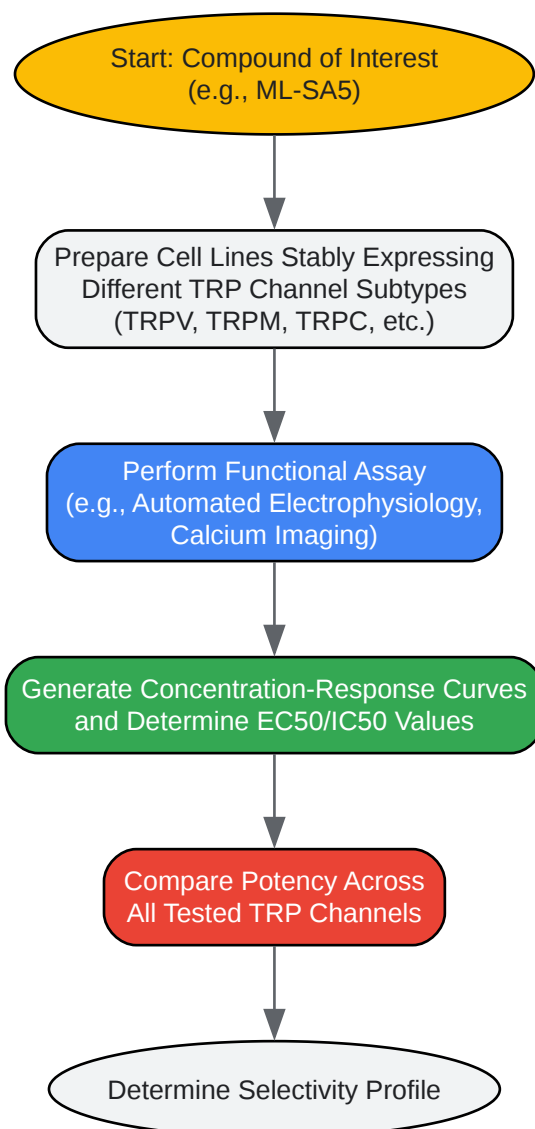 Start: Compound of Interest
(e.g., ML-SA5)
Prepare Cell Lines Stably Expressing
Different TRP Channel Subtypes
(TRPV, TRPM, TRPC, etc.)
Perform Functional Assay
(e.g., Automated Electrophysiology,
Calcium Imaging)
Generate Concentration-Response Curves
and Determine EC50/IC50 Values
Compare Potency Across
All Tested TRP Channels
Determine Selectivity Profile